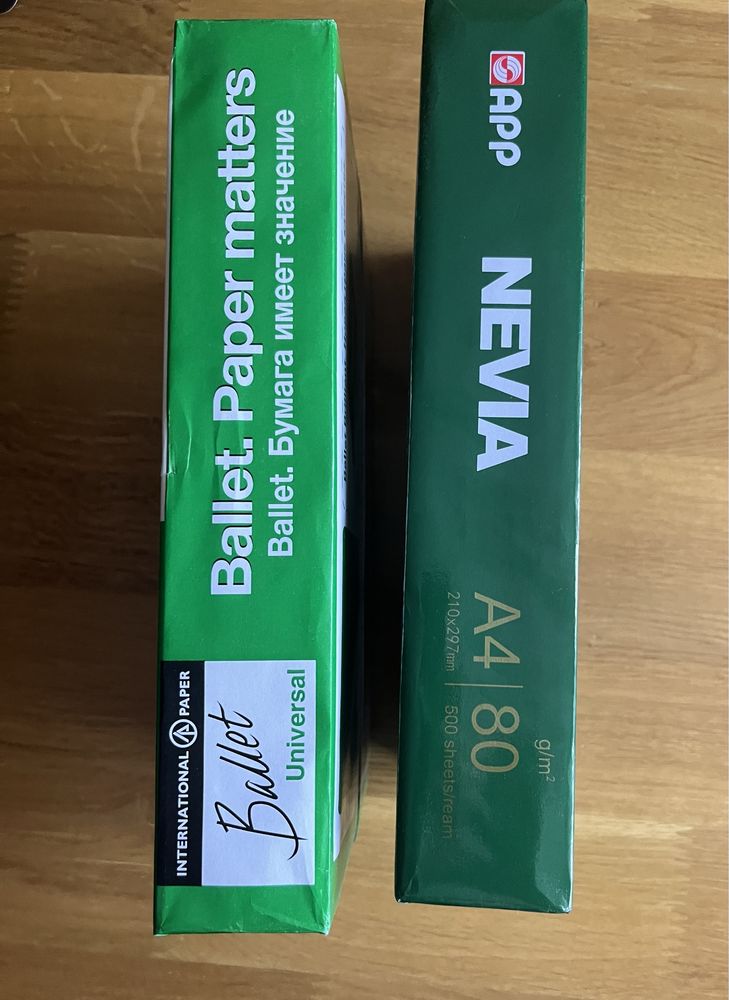 Ballet. Paper matters
Ballet. Бумага имеет значение
INTERNATIONAL PAPER
Ballet
Universal
APP
NEVIA
A4 | 80 g/m²
210x297mm | 500 sheets/ream